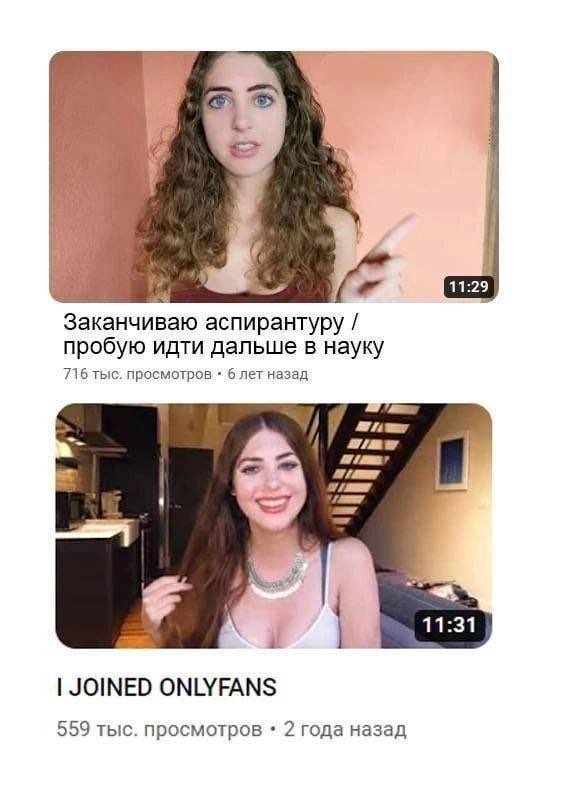 11:29
Заканчиваю аспирантуру /
пробую идти дальше в науку
716 тыс. просмотров • 6 лет назад
11:31
I JOINED ONLYFANS
559 тыс. просмотров • 2 года назад